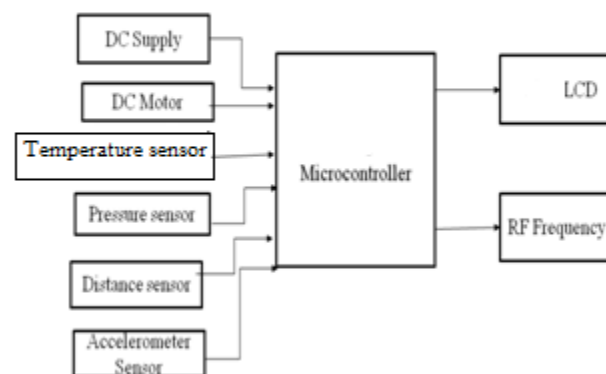 DC Supply
DC Motor
Temperature sensor
Pressure sensor
Distance sensor
Accelerometer
Sensor
Microcontroller
LCD
RF Frequency